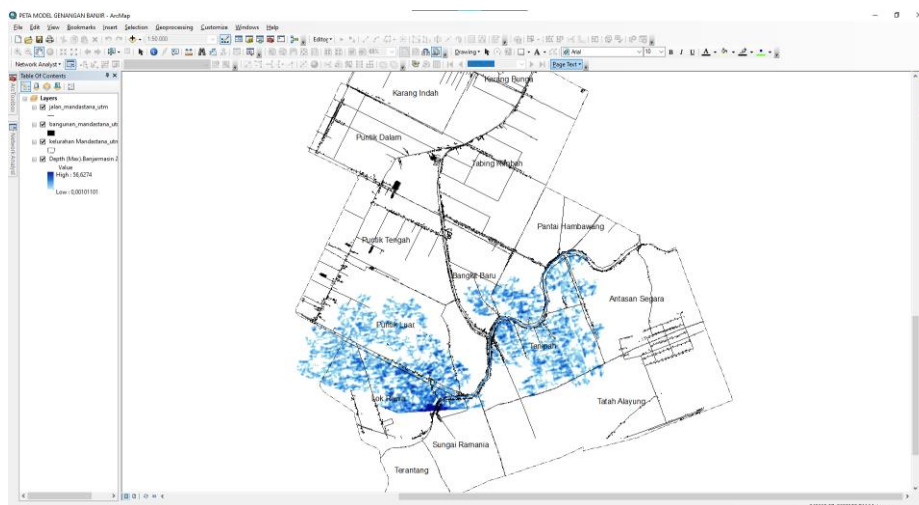 PETA MODEL GENANGAN BANJIR - ArcMap
File Edit View Bookmarks Insert Selection Geoprocessing Customize Windows Help
1:50.000
Editor
Drawing
Arial
10
B I U
Network Analyst
Page Text
Table Of Contents
Layers
jalan_mandastana_utm
bangunan_mandastana_utm
kelurahan Mandastana_utm
Depth (Max).Banjarmasin 2
Value
High : 36,6274
Low : 0,00101101
ArcToolbox
Network Analyst
Karang Bunga
Karang Indah
Puntik Dalam
Tabing Rimbah
Pantai Hambawang
Puntik Tengah
Bangkit Baru
Antasan Segara
Puntik Luar
Tanipah
Lok Rawa
Tatah Alayung
Sungai Ramania
Terantang